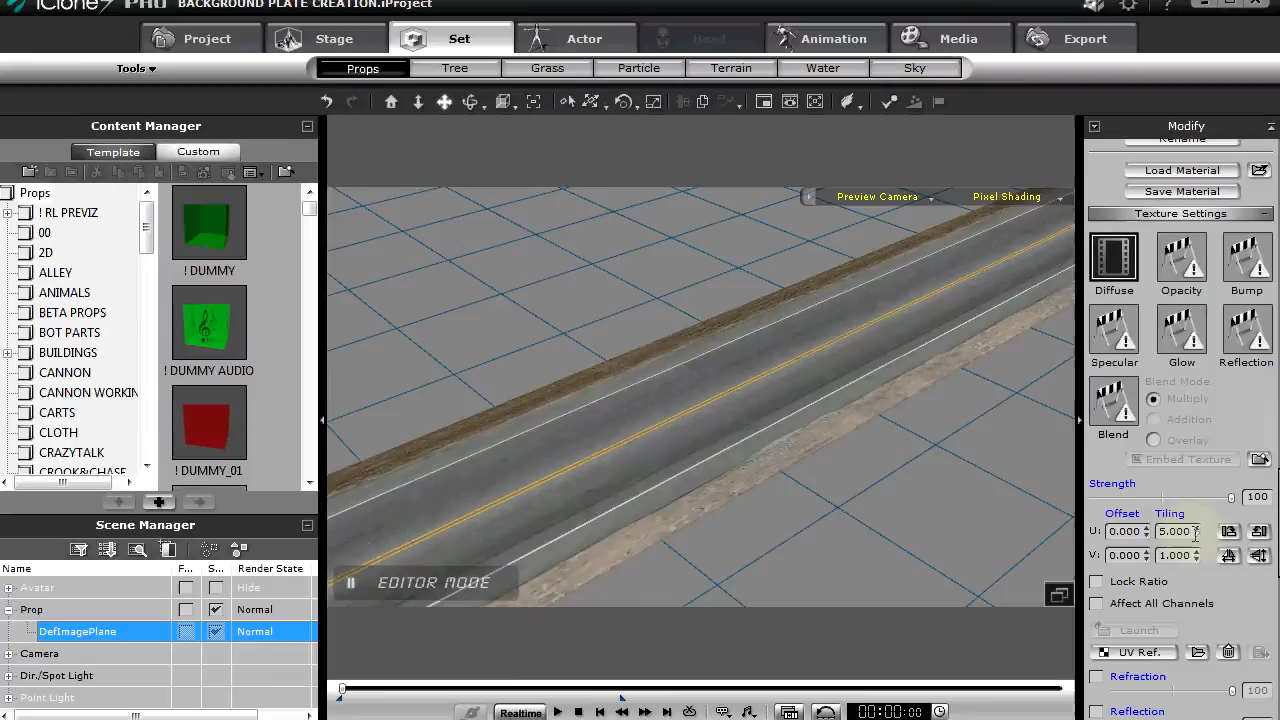 iClone7 PRO BACKGROUND PLATE CREATION.iProject
Project Stage Set Actor Head Animation Media Export
Tools Props Tree Grass Particle Terrain Water Sky
Content Manager
Template Custom
Props
! RL PREVIZ
00
2D
ALLEY
ANIMALS
BETA PROPS
BOT PARTS
BUILDINGS
CANNON
CANNON WORKIN
CARTS
CLOTH
CRAZYTALK
CROOK&CHASE
! DUMMY
! DUMMY AUDIO
! DUMMY_01
Scene Manager
Name F... S... Render State
Avatar Hide
Prop Normal
DefImagePlane Normal
Camera
Dir./Spot Light
Point Light
Preview Camera Pixel Shading
EDITOR MODE
Realtime 00:00:00
Modify
Rename
Load Material
Save Material
Texture Settings
Diffuse Opacity Bump
Specular Glow Reflection
Blend
Blend Mode
Multiply
Addition
Overlay
Embed Texture
Strength
100
Offset Tiling
U: 0.000 5.000
V: 0.000 1.000
Lock Ratio
Affect All Channels
Launch
UV Ref.
Refraction
100
Reflection